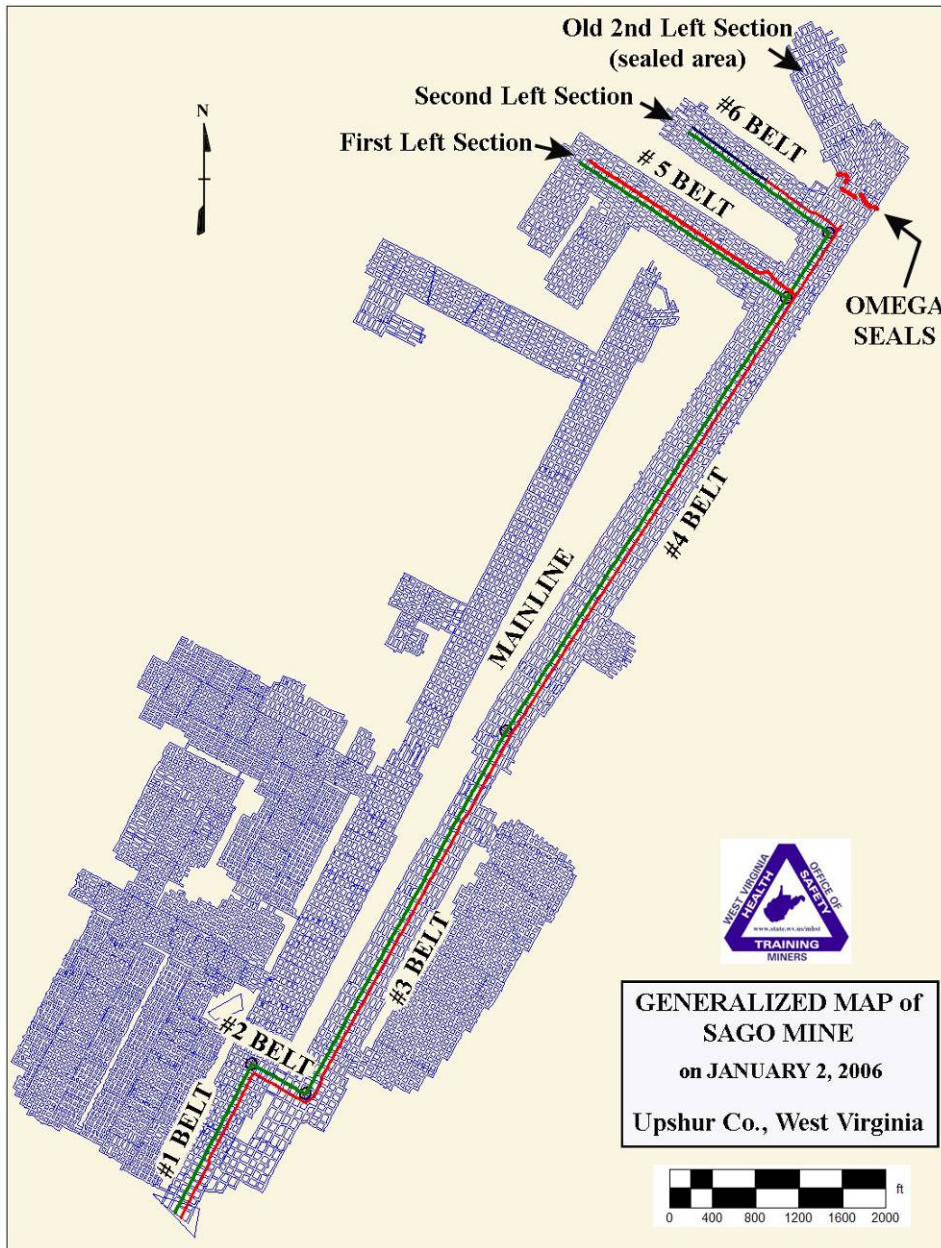 Old 2nd Left Section
(sealed area)
Second Left Section
#6 BELT
First Left Section
# 5 BELT
N
OMEGA
SEALS
#4 BELT
MAINLINE
#3 BELT
#2 BELT
#1 BELT
WEST VIRGINIA
OFFICE OF
HEALTH
SAFETY
TRAINING
MINERS
GENERALIZED MAP of
SAGO MINE
on JANUARY 2, 2006
Upshur Co., West Virginia
ft
0 400 800 1200 1600 2000